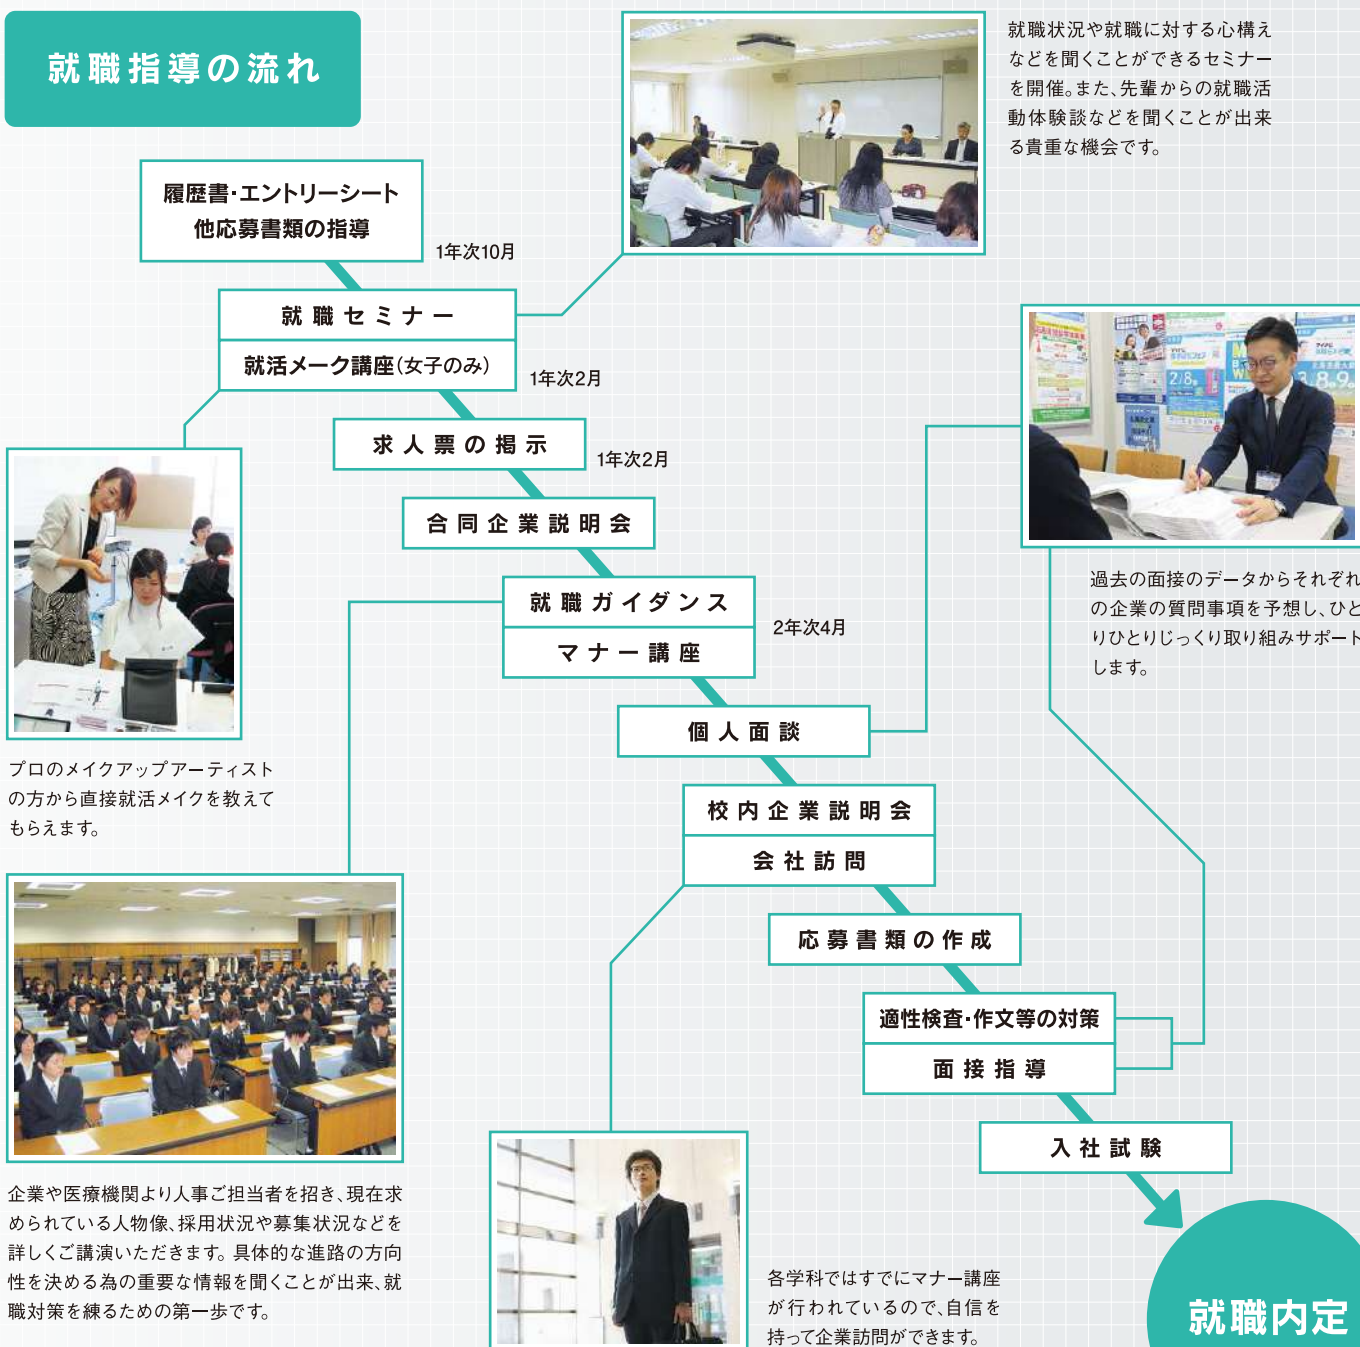 就職指導の流れ
就職状況や就職に対する心構え
などを聞くことができるセミナー
を開催。また、先輩からの就職活
動体験談などを聞くことが出来
る貴重な機会です。
履歴書・エントリーシート
他応募書類の指導
1年次10月
就職セミナー
就活メーク講座(女子のみ)
1年次2月
求人票の掲示
1年次2月
合同企業説明会
就職ガイダンス
マナー講座
2年次4月
過去の面接のデータからそれぞれ
の企業の質問事項を予想し、ひと
りひとりじっくり取り組みサポート
します。
個人面談
プロのメイクアップアーティスト
の方から直接就活メイクを教えて
もらえます。
校内企業説明会
会社訪問
応募書類の作成
適性検査・作文等の対策
面接指導
入社試験
企業や医療機関より人事ご担当者を招き、現在求
められている人物像、採用状況や募集状況などを
詳しくご講演いただきます。具体的な進路の方向
性を決める為の重要な情報を聞くことが出来、就
職対策を練るための第一歩です。
各学科ではすでにマナー講座
が行われているので、自信を
持って企業訪問ができます。
就職内定